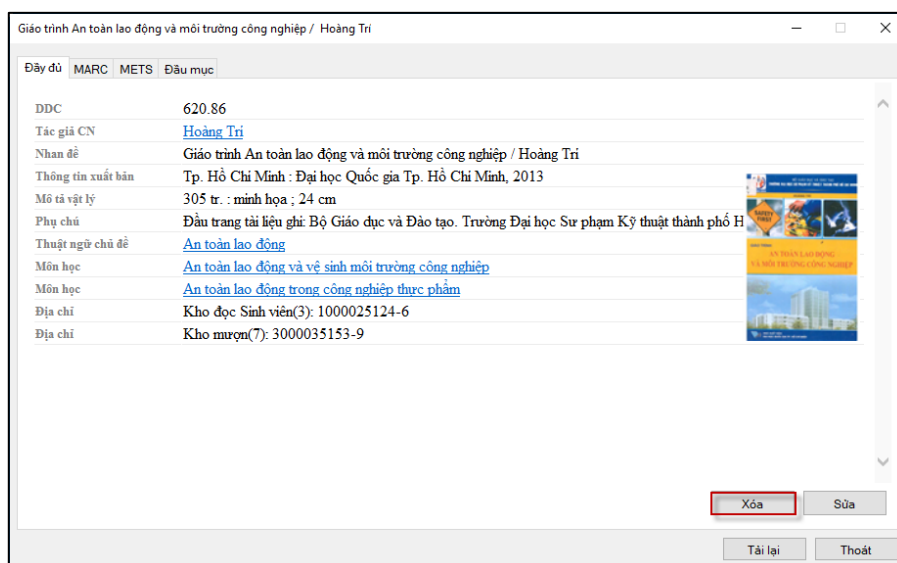 Giáo trình An toàn lao động và môi trường công nghiệp / Hoàng Trí
Đầy đủ MARC METS Đầu mục
DDC 620.86
Tác giả CN Hoàng Trí
Nhan đề Giáo trình An toàn lao động và môi trường công nghiệp / Hoàng Trí
Thông tin xuất bản Tp. Hồ Chí Minh : Đại học Quốc gia Tp. Hồ Chí Minh, 2013
Mô tả vật lý 305 tr. : minh họa ; 24 cm
Phụ chú Đầu trang tài liệu ghi: Bộ Giáo dục và Đào tạo. Trường Đại học Sư phạm Kỹ thuật thành phố H
Thuật ngữ chủ đề An toàn lao động
Môn học An toàn lao động và vệ sinh môi trường công nghiệp
Môn học An toàn lao động trong công nghiệp thực phẩm
Địa chỉ Kho đọc Sinh viên(3): 1000025124-6
Địa chỉ Kho mượn(7): 3000035153-9
SAFETY
FIRST
AN TOÀN LAO ĐỘNG
VÀ MÔI TRƯỜNG CÔNG NGHIỆP
Xóa Sửa
Tải lại Thoát